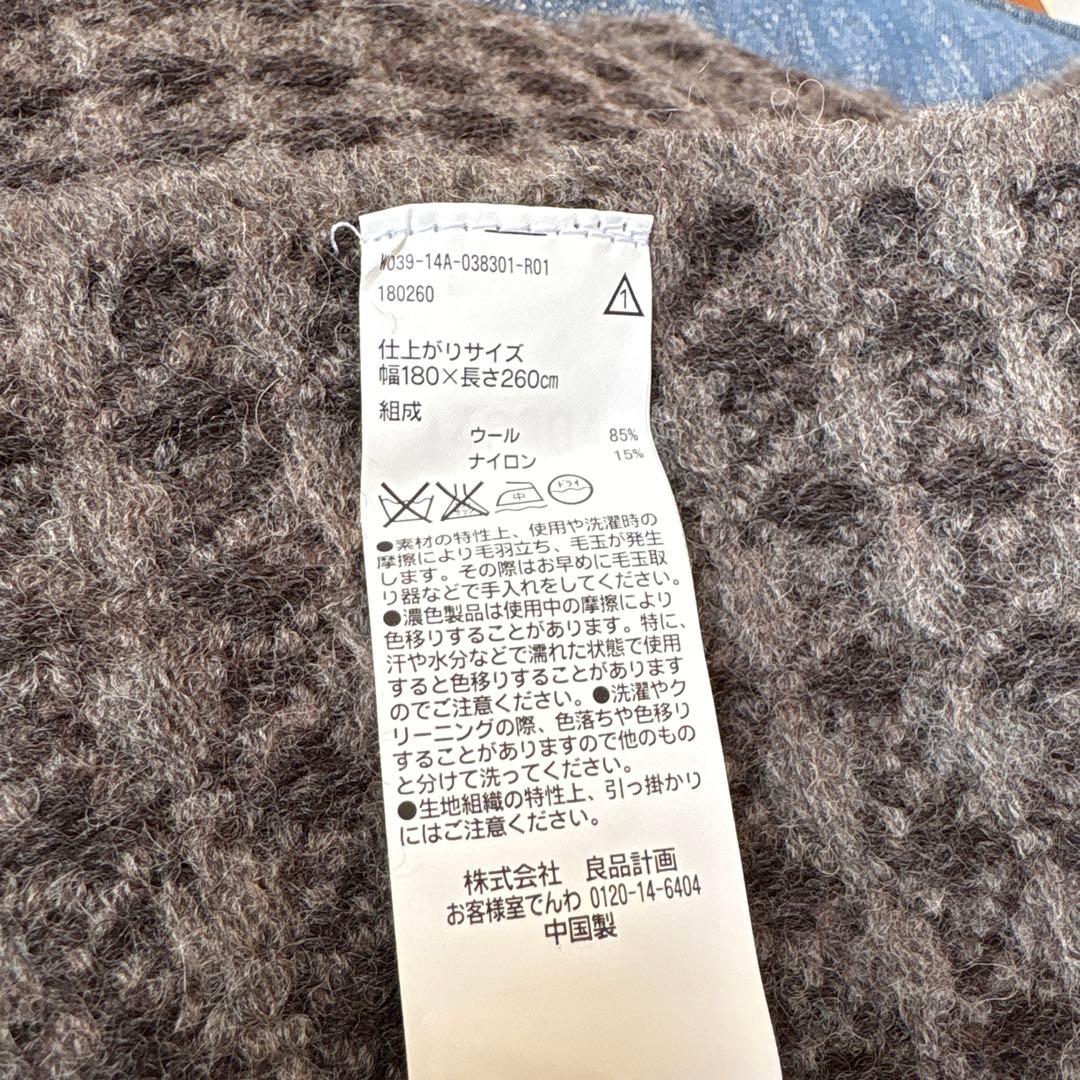 W039-14A-038301-R01
180260
1
仕上がりサイズ
幅180×長さ260cm
組成
ウール 85%
ナイロン 15%
中 ドライ
●素材の特性上、使用や洗濯時の
摩擦により毛羽立ち、毛玉が発生
します。その際はお早めに毛玉取
り器などで手入れをしてください。
●濃色製品は使用中の摩擦により
色移りすることがあります。特に、
汗や水分などで濡れた状態で使用
すると色移りすることがあります
のでご注意ください。●洗濯やク
リーニングの際、色落ちや色移り
することがありますので他のもの
と分けて洗ってください。
●生地組織の特性上、引っ掛かり
にはご注意ください。
株式会社 良品計画
お客様室でんわ 0120-14-6404
中国製